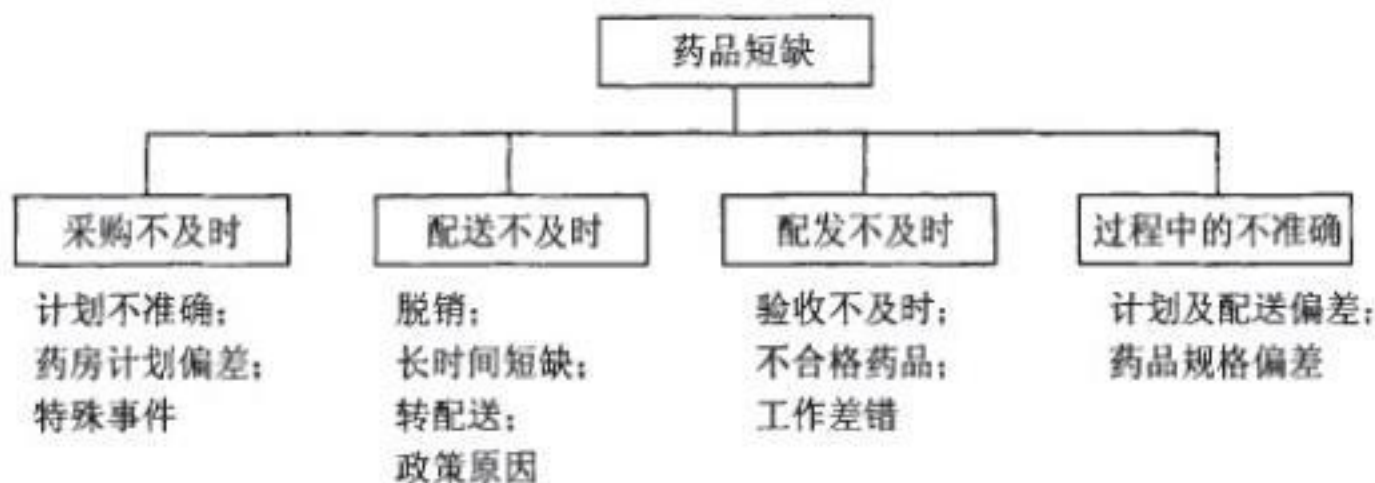 药品短缺
采购不及时
配送不及时
配发不及时
过程中的不准确
计划不准确；
药房计划偏差；
特殊事件
脱销；
长时间短缺；
转配送；
政策原因
验收不及时；
不合格药品；
工作差错
计划及配送偏差；
药品规格偏差